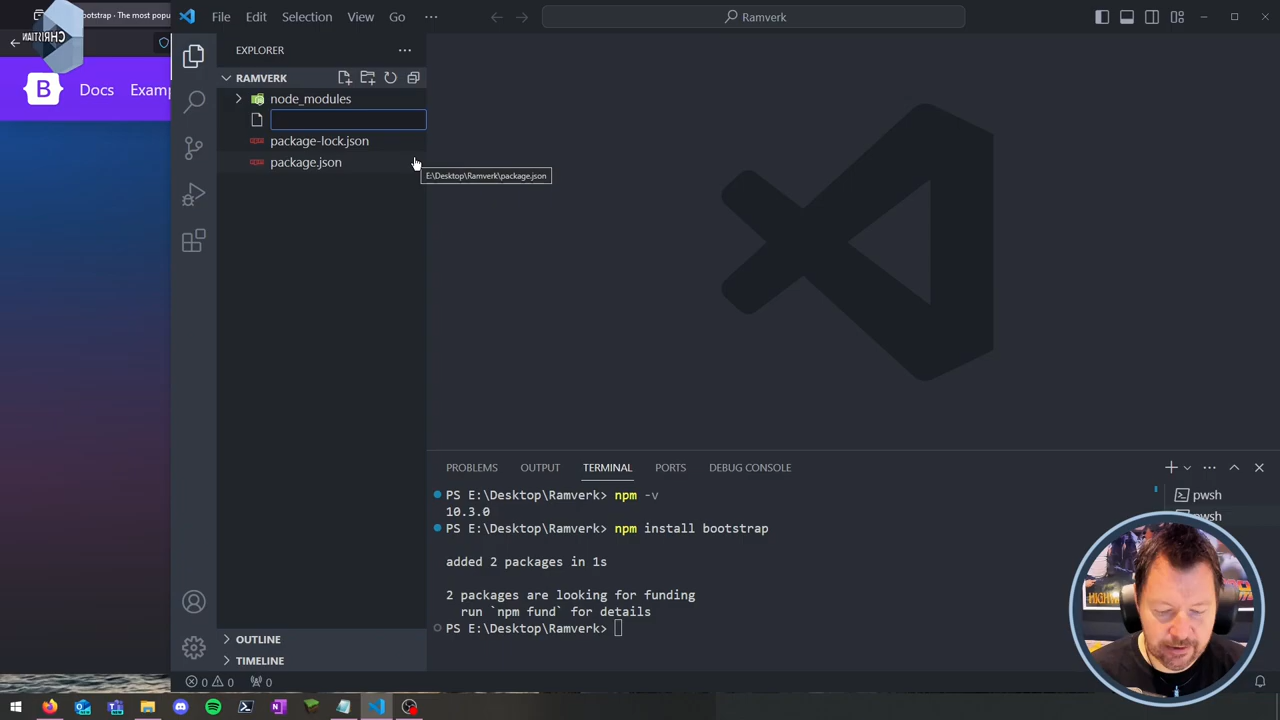 Bootstrap · The most popu
CHRISTIAN
B
Docs
Examp
File
Edit
Selection
View
Go
Ramverk
EXPLORER
RAMVERK
node_modules
package-lock.json
package.json
E:\Desktop\Ramverk\package.json
PROBLEMS
OUTPUT
TERMINAL
PORTS
DEBUG CONSOLE
PS E:\Desktop\Ramverk> npm -v
10.3.0
PS E:\Desktop\Ramverk> npm install bootstrap
added 2 packages in 1s
2 packages are looking for funding
run `npm fund` for details
PS E:\Desktop\Ramverk>
pwsh
pwsh
OUTLINE
TIMELINE
0
0
0